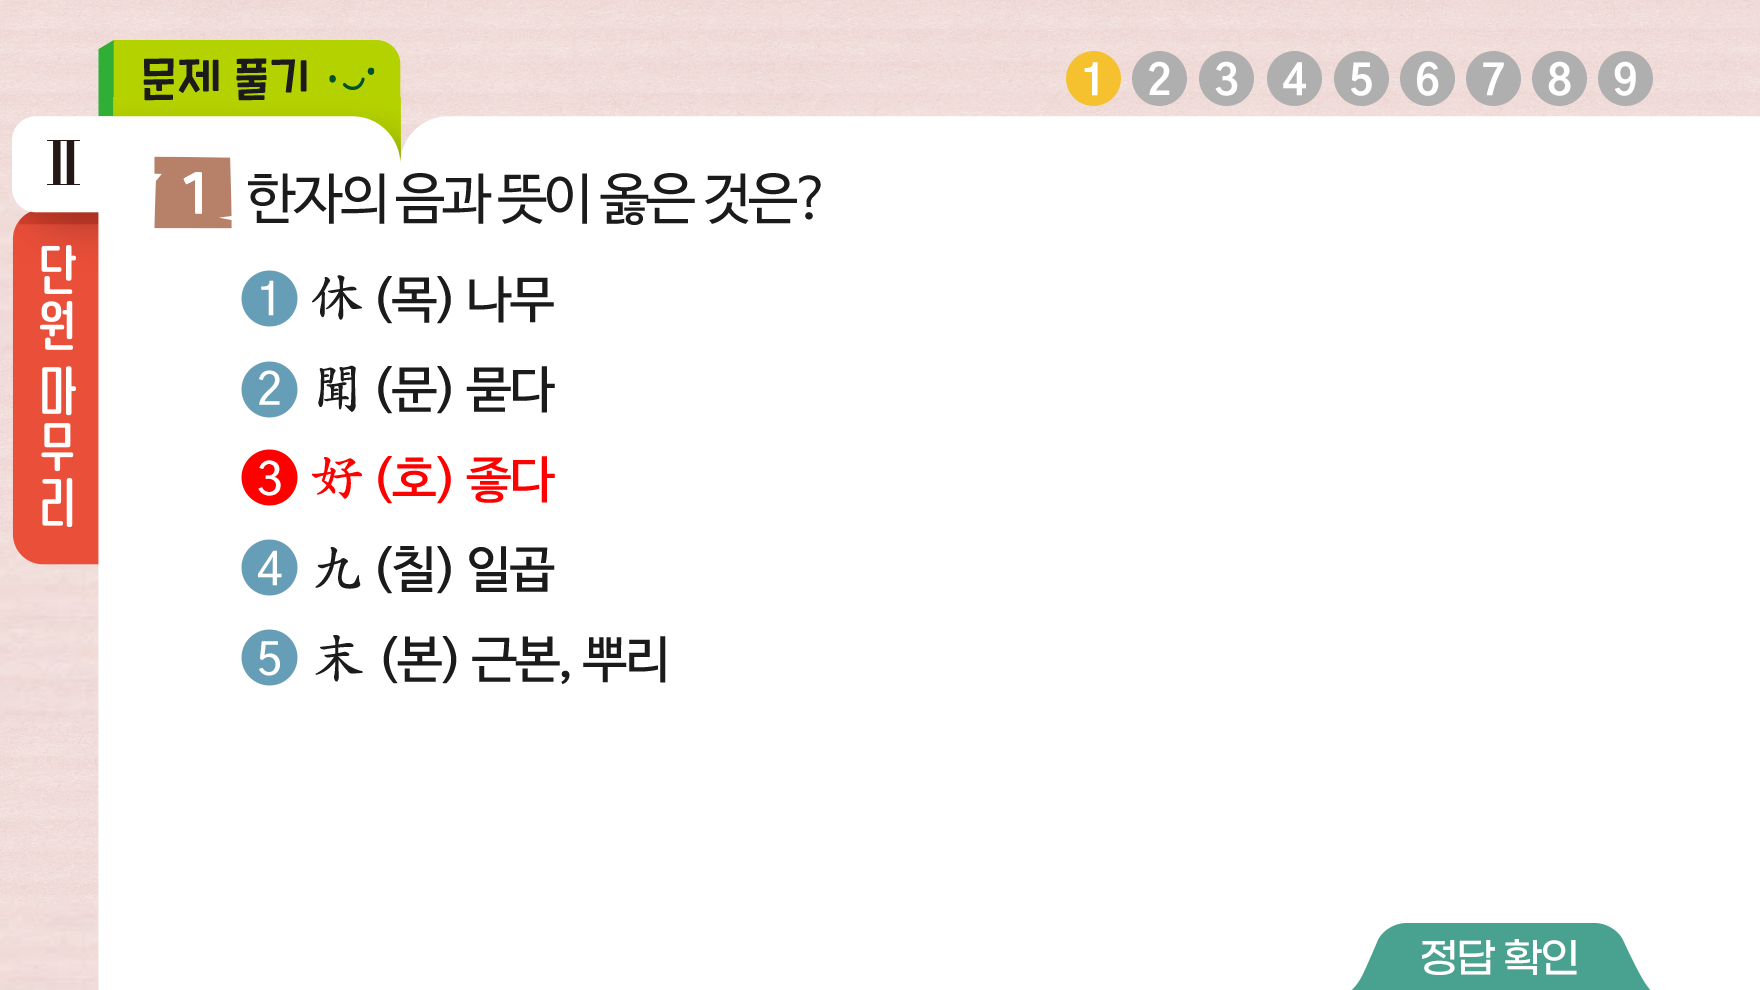 문제 풀기
1 2 3 4 5 6 7 8 9
Ⅱ
단원 마무리
1 한자의 음과 뜻이 옳은 것은?
1 休 (목) 나무
2 聞 (문) 묻다
3 好 (호) 좋다
4 九 (칠) 일곱
5 末 (본) 근본, 뿌리
정답 확인